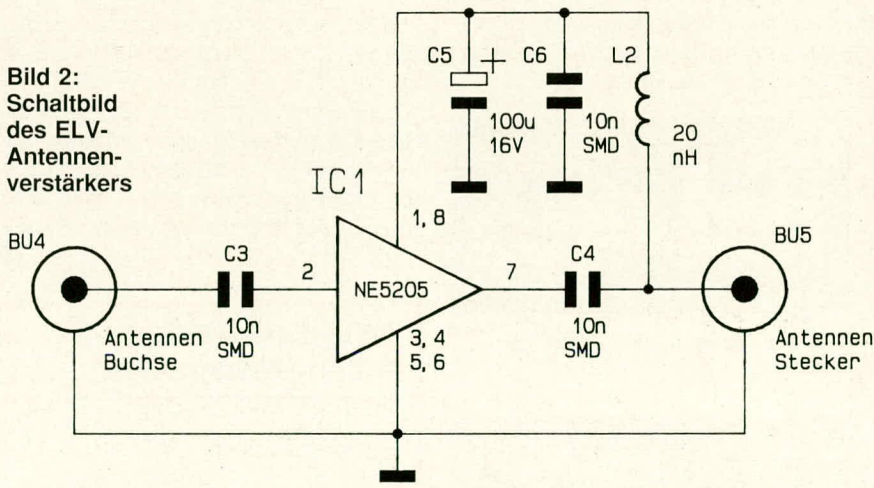 Bild 2:
Schaltbild
des ELV-
Antennen-
verstärkers
C5
+
C6
L2
100u
16V
10n
SMD
20
nH
IC1
1, 8
BU4
C3
2
NE5205
7
C4
BU5
10n
SMD
3, 4
5, 6
10n
SMD
Antennen
Buchse
Antennen
Stecker